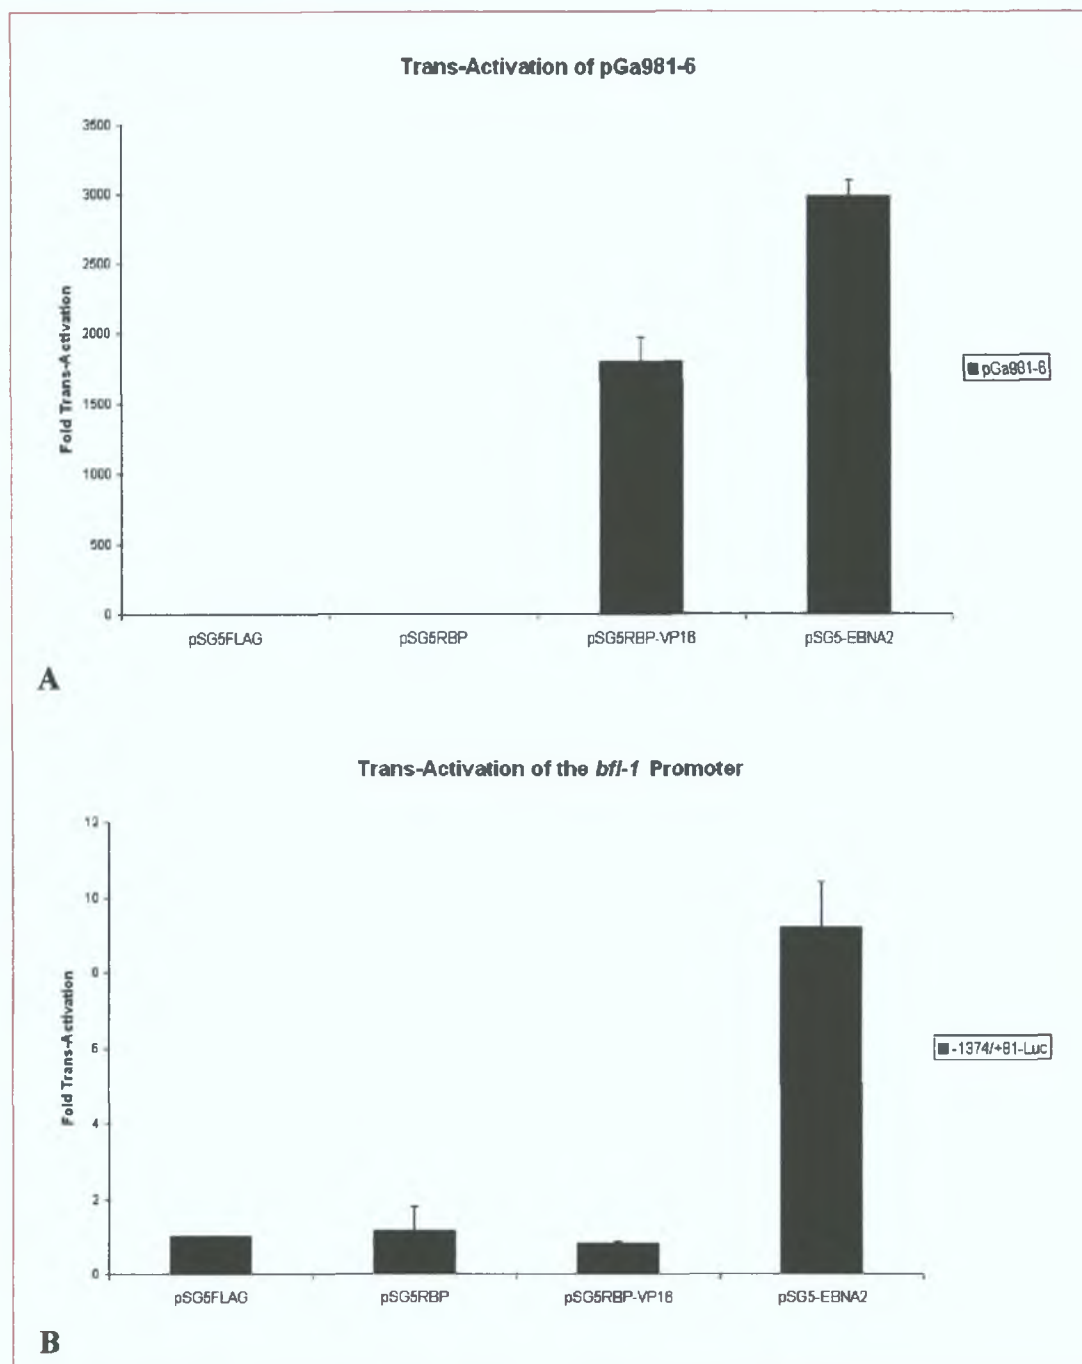 Trans-Activation of pGa981-6
Fold Trans-Activation
3500
3000
2500
2000
1500
1000
500
0
pSG5FLAG
pSG5RBP
pSG5RBP-VP16
pSG5-EBNA2
pGa981-6
A
Trans-Activation of the bfl-1 Promoter
Fold Trans-Activation
12
10
8
6
4
2
0
pSG5FLAG
pSG5RBP
pSG5RBP-VP16
pSG5-EBNA2
-1374/+81-Luc
B